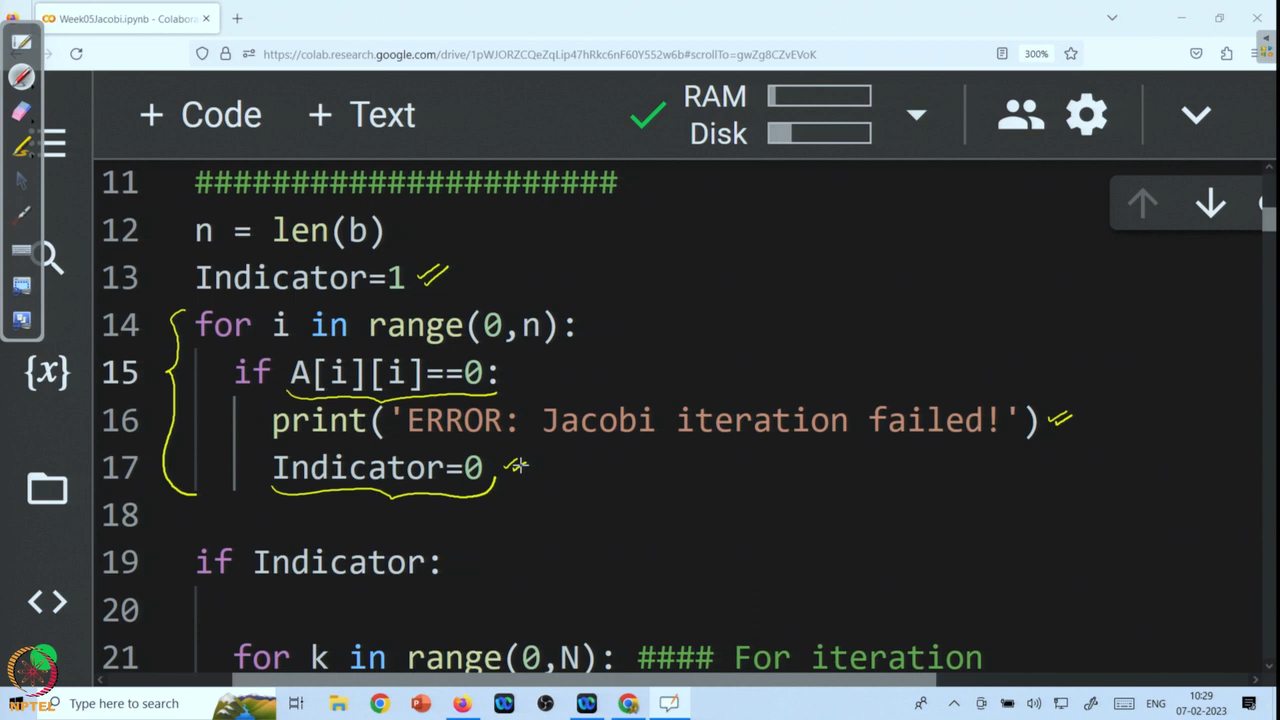 Week05Jacobi.ipynb - Colabora
https://colab.research.google.com/drive/1pWJORZCQeZqLip47hRkc6nF60Y552w6b#scrollTo=gwZg8CZvEVoK
300%
+ Code + Text
RAM
Disk
11 ######################
12 n = len(b)
13 Indicator=1
14 for i in range(0,n):
15 if A[i][i]==0:
16 print('ERROR: Jacobi iteration failed!')
17 Indicator=0
18
19 if Indicator:
20
21 for k in range(0,N): #### For iteration
{x}
NPTEL
Type here to search
ENG
10:29
07-02-2023